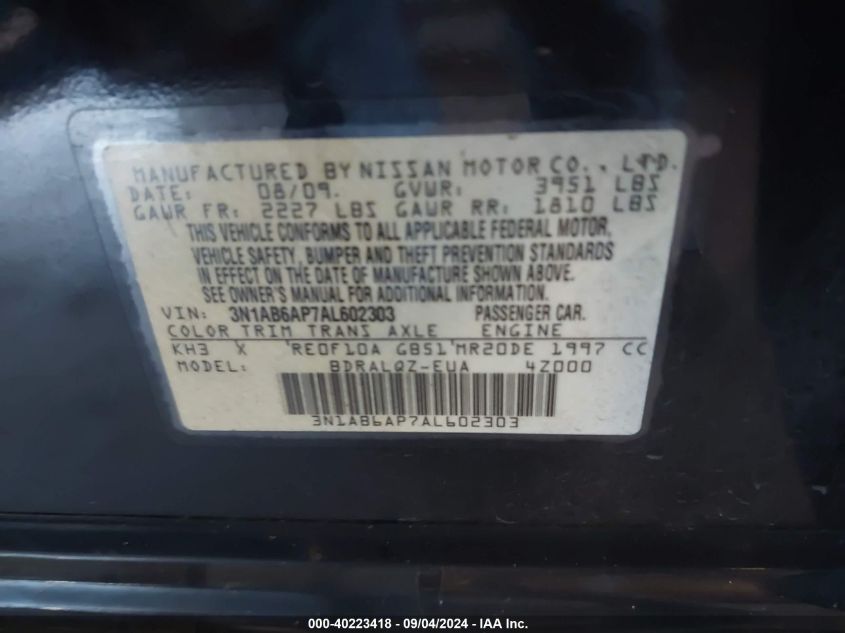 MANUFACTURED BY NISSAN MOTOR CO., LTD.
DATE: 08/09. GVWR: 3951 LBS
GAWR FR: 2227 LBS GAWR RR: 1810 LBS
THIS VEHICLE CONFORMS TO ALL APPLICABLE FEDERAL MOTOR
VEHICLE SAFETY, BUMPER AND THEFT PREVENTION STANDARDS
IN EFFECT ON THE DATE OF MANUFACTURE SHOWN ABOVE.
SEE OWNER'S MANUAL FOR ADDITIONAL INFORMATION.
VIN: 3N1AB6AP7AL602303 PASSENGER CAR.
COLOR TRIM TRANS AXLE ENGINE
KH3 X 'RE0F10A GB51'MR20DE 1997 CC
MODEL: BDRALQZ-EUA 4Z000
3N1AB6AP7AL602303
000-40223418 - 09/04/2024 - IAA Inc.